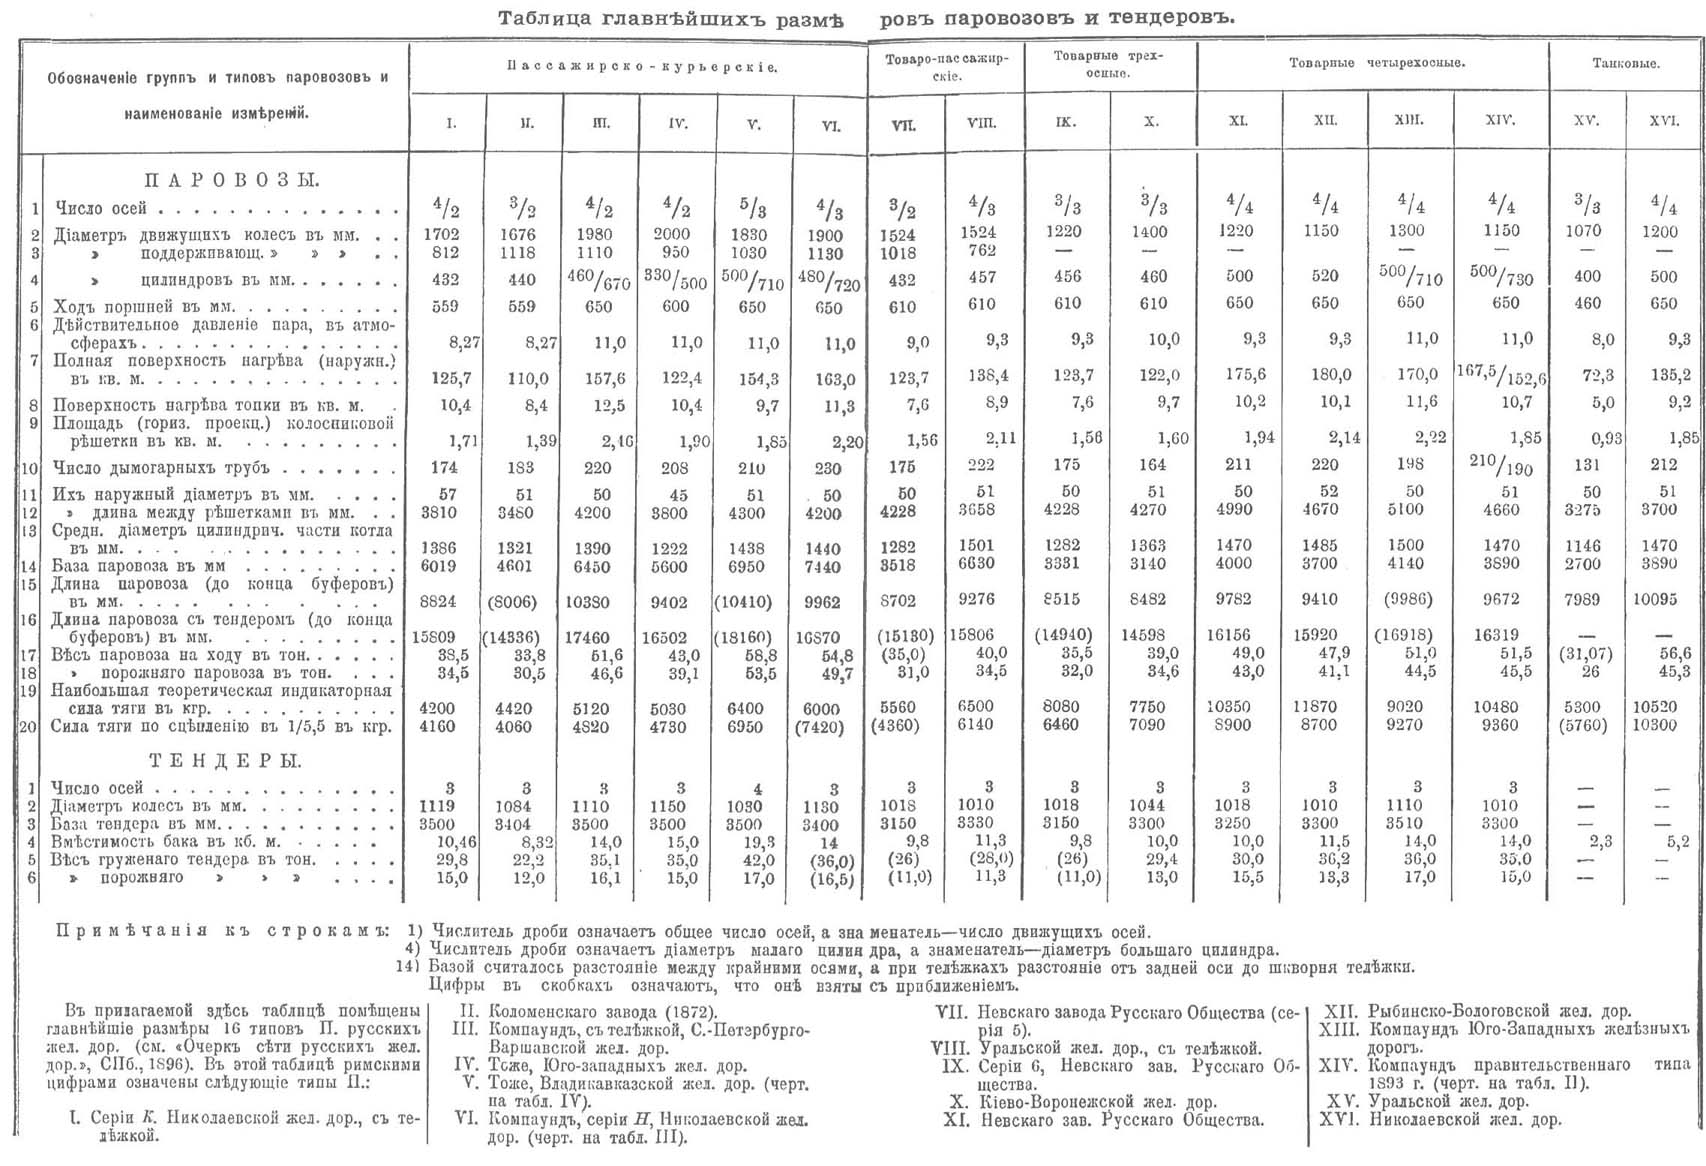 Таблица главнѣйшихъ размѣ ровъ паровозовъ и тендеровъ.
Обозначеніе группъ и типовъ паровозовъ и наименованіе измѣреній. Пассажирско-курьерскіе. Товаро-пассажирскіе. Товарные трехосные. Товарные четырехосные. Танковые.
I. II. III. IV. V. VI. VII. VIII. IX. X. XI. XII. XIII. XIV. XV. XVI.
ПАРОВОЗЫ.
1 Число осей 4/2 3/2 4/2 4/2 5/3 4/3 3/2 4/3 3/3 3/3 4/4 4/4 4/4 4/4 3/3 4/4
2 Діаметръ движущихъ колесъ въ мм. 1702 1676 1980 2000 1830 1900 1524 1524 1220 1400 1220 1150 1300 1150 1070 1200
3 » поддерживающ. » » » 812 1118 1110 950 1030 1130 1018 762 — — — — — — — —
4 » цилиндровъ въ мм. 432 440 460/670 330/500 500/710 480/720 432 457 456 460 500 520 500/710 500/730 400 500
5 Ходъ поршней въ мм. 559 559 650 600 650 650 610 610 610 610 650 650 650 650 460 650
6 Дѣйствительное давленіе пара, въ атмо-
сферахъ 8,27 8,27 11,0 11,0 11,0 11,0 9,0 9,3 9,3 10,0 9,3 9,3 11,0 11,0 8,0 9,3
7 Полная поверхность нагрѣва (наружн.)
въ кв. м. 125,7 110,0 157,6 122,4 154,3 163,0 123,7 138,4 123,7 122,0 175,6 180,0 170,0 167,5/152,6 72,3 135,2
8 Поверхность нагрѣва топки въ кв. м. 10,4 8,4 12,5 10,4 9,7 11,3 7,6 8,9 7,6 9,7 10,2 10,1 11,6 10,7 5,0 9,2
9 Площадь (гориз. проекц.) колосниковой
рѣшетки въ кв. м. 1,71 1,39 2,46 1,90 1,85 2,20 1,56 2,11 1,56 1,60 1,94 2,14 2,22 1,85 0,93 1,85
10 Число дымогарныхъ трубъ 174 183 220 208 210 230 175 222 175 164 211 220 198 210/190 131 212
11 Ихъ наружный діаметръ въ мм. 57 51 50 45 51 50 50 51 50 51 50 52 50 51 50 51
12 » длина между рѣшетками въ мм. 3810 3480 4200 3800 4300 4200 4228 3658 4228 4270 4990 4670 5100 4660 3275 3700
13 Средн. діаметръ цилиндрич. части котла
въ мм. 1386 1321 1390 1222 1438 1440 1282 1501 1282 1363 1470 1485 1500 1470 1146 1470
14 База паровоза въ мм 6019 4601 6450 5600 6950 7440 3518 6630 3331 3140 4000 3700 4140 3890 2700 3890
15 Длина паровоза (до конца буферовъ)
въ мм. 8824 (8006) 10380 9402 (10410) 9962 8702 9276 8515 8482 9782 9410 (9986) 9672 7989 10095
16 Длина паровоза съ тендеромъ (до конца
буферовъ) въ мм. 15809 (14336) 17460 16502 (18160) 16870 (15130) 15806 (14940) 14598 16156 15920 (16918) 16319 — —
17 Вѣсъ паровоза на ходу въ тон. 38,5 33,8 51,6 43,0 58,8 54,8 (35,0) 40,0 35,5 39,0 49,0 47,9 51,0 51,5 (31,07) 56,6
18 » порожняго паровоза въ тон. 34,5 30,5 46,6 39,1 53,5 49,7 31,0 34,5 32,0 34,6 43,0 41,1 44,5 45,5 26 45,3
19 Наибольшая теоретическая индикаторная
сила тяги въ кгр. 4200 4420 5120 5030 6400 6000 5560 6500 8080 7750 10350 11870 9020 10480 5300 10520
20 Сила тяги по сцѣпленію въ 1/5,5 въ кгр. 4160 4060 4820 4730 6950 (7420) (4360) 6140 6460 7090 8900 8700 9270 9360 (5760) 10300
ТЕНДЕРЫ.
1 Число осей 3 3 3 3 4 3 3 3 3 3 3 3 3 3 — —
2 Діаметръ колесъ въ мм. 1119 1084 1110 1150 1030 1130 1018 1010 1018 1044 1018 1010 1110 1010 — —
3 База тендера въ мм. 3500 3404 3500 3500 3500 3400 3150 3330 3150 3300 3250 3300 3510 3300 — —
4 Вмѣстимость бака въ кб. м. 10,46 8,32 14,0 15,0 19,3 14 9,8 11,3 9,8 10,0 10,0 11,5 14,0 14,0 2,3 5,2
5 Вѣсъ груженаго тендера въ тон. 29,8 22,2 35,1 35,0 42,0 (36,0) (26) (28,0) (26) 29,4 30,0 36,2 36,0 35.0 — —
6 » порожняго » » » 15,0 12,0 16,1 15,0 17,0 (16,5) (11,0) 11,3 (11,0) 13,0 15,5 13,3 17,0 15,0 — —
Примѣчанія къ строкамъ: 1) Числитель дроби означаетъ общее число осей, а зна менатель—число движущихъ осей.
4) Числитель дроби означаетъ діаметръ малаго цилин дра, а знаменатель—діаметръ большаго цилиндра.
14) Базой считалось разстояніе между крайними осями, а при телѣжкахъ разстояніе отъ задней оси до шкворня телѣжки.
Цифры въ скобкахъ означаютъ, что онѣ взяты съ приближеніемъ.
Въ прилагаемой здѣсь таблицѣ помѣщены
главнѣйшіе размѣры 16 типовъ П. русскихъ
жел. дор. (см. «Очеркъ сѣти русскихъ жел.
дор.», СПб., 1896). Въ этой таблицѣ римскими
цифрами означены слѣдующіе типы П.:
I. Серіи К. Николаевской жел. дор., съ те-
лѣжкой.
II. Коломенскаго завода (1872).
III. Компаундъ, съ телѣжкой, С.-Петербурго-
Варшавской жел. дор.
IV. Тоже, Юго-западныхъ жел. дор.
V. Тоже, Владикавказской жел. дор. (черт.
на табл. IV).
VI. Компаундъ, серіи Н, Николаевской жел.
дор. (черт. на табл. III).
VII. Невскаго завода Русскаго Общества (се-
рія 5).
VIII. Уральской жел. дор., съ телѣжкой.
IX. Серіи 6, Невскаго зав. Русскаго Об-
щества.
X. Кіево-Воронежской жел. дор.
XI. Невскаго зав. Русскаго Общества.
XII. Рыбинско-Бологовской жел. дор.
XIII. Компаундъ Юго-Западныхъ желѣзныхъ
дорогъ.
XIV. Компаундъ правительственнаго типа
1893 г. (черт. на табл. II).
XV. Уральской жел. дор.
XVI. Николаевской жел. дор.